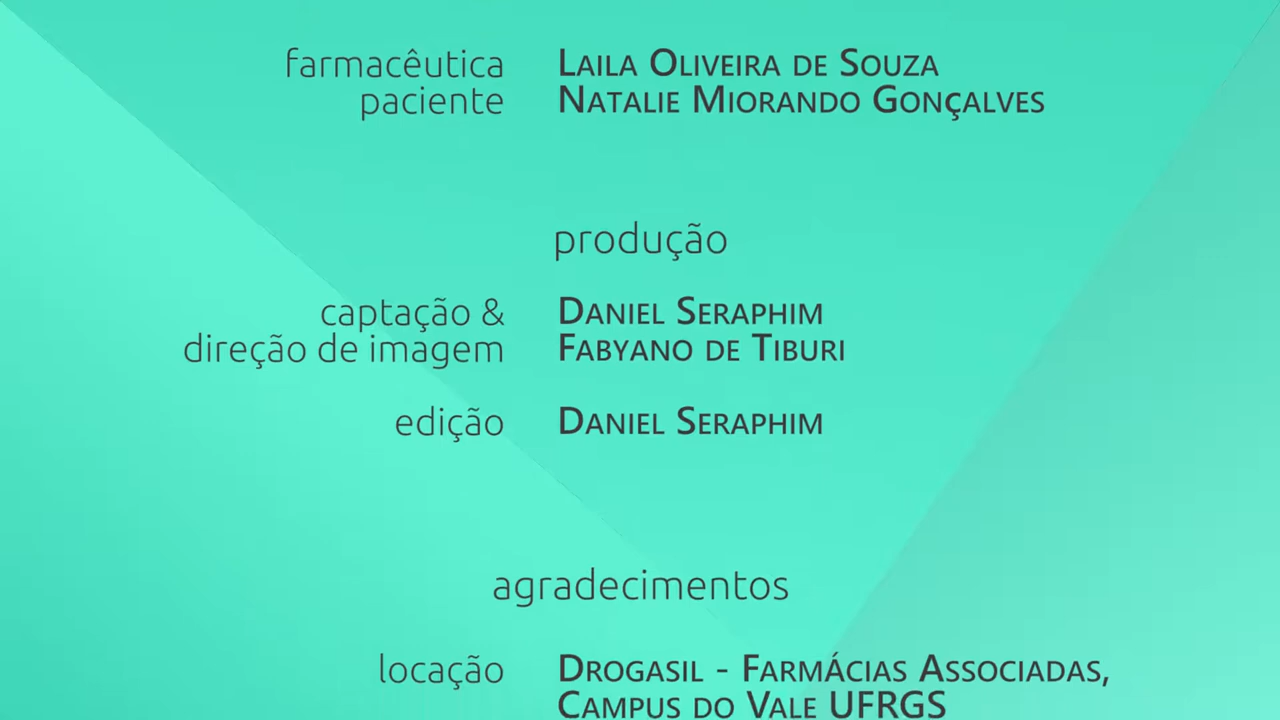 farmacêutica Laila Oliveira de Souza
paciente Natalie Miorando Gonçalves
produção
captação & Daniel Seraphim
direção de imagem Fabyano de Tiburi
edição Daniel Seraphim
agradecimentos
locação Drogasil - Farmácias Associadas,
Campus do Vale UFRGS